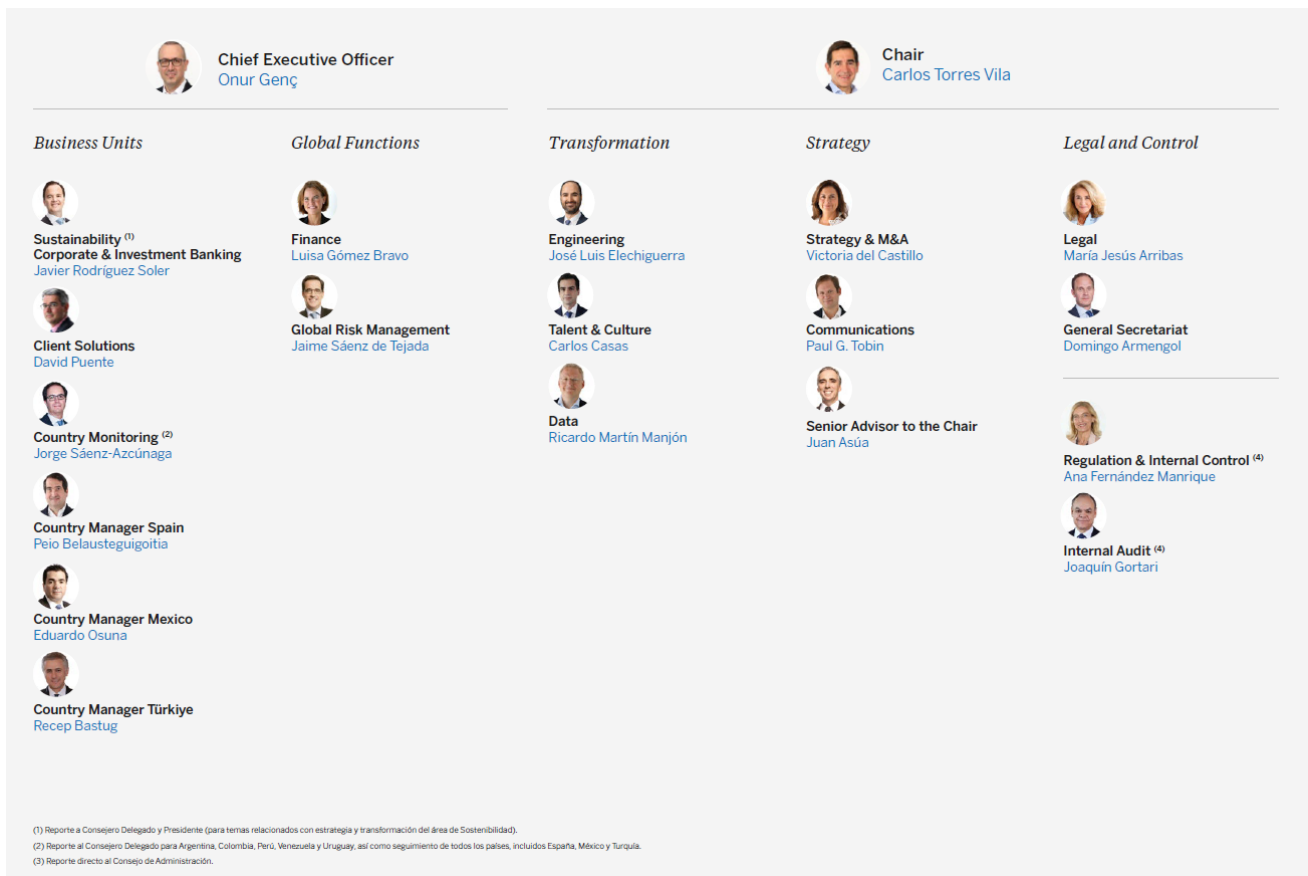 Chief Executive Officer
Onur Genç
Chair
Carlos Torres Vila
Business Units
Sustainability (1)
Corporate & Investment Banking
Javier Rodríguez Soler
Client Solutions
David Puente
Country Monitoring (2)
Jorge Sáenz-Azcúnaga
Country Manager Spain
Peio Belausteguigoitia
Country Manager Mexico
Eduardo Osuna
Country Manager Türkiye
Recep Bastug
Global Functions
Finance
Luisa Gómez Bravo
Global Risk Management
Jaime Sáenz de Tejada
Transformation
Engineering
José Luis Elechiguerra
Talent & Culture
Carlos Casas
Data
Ricardo Martín Manjón
Strategy
Strategy & M&A
Victoria del Castillo
Communications
Paul G. Tobin
Senior Advisor to the Chair
Juan Asúa
Legal and Control
Legal
María Jesús Arribas
General Secretariat
Domingo Armengol
Regulation & Internal Control (4)
Ana Fernández Manrique
Internal Audit (4)
Joaquín Gortari
(1) Reporte a Consejero Delegado y Presidente (para temas relacionados con estrategia y transformación del área de Sostenibilidad).
(2) Reporte al Consejero Delegado para Argentina, Colombia, Perú, Venezuela y Uruguay, así como seguimiento de todos los países, incluidos España, México y Turquía.
(3) Reporte directo al Consejo de Administración.